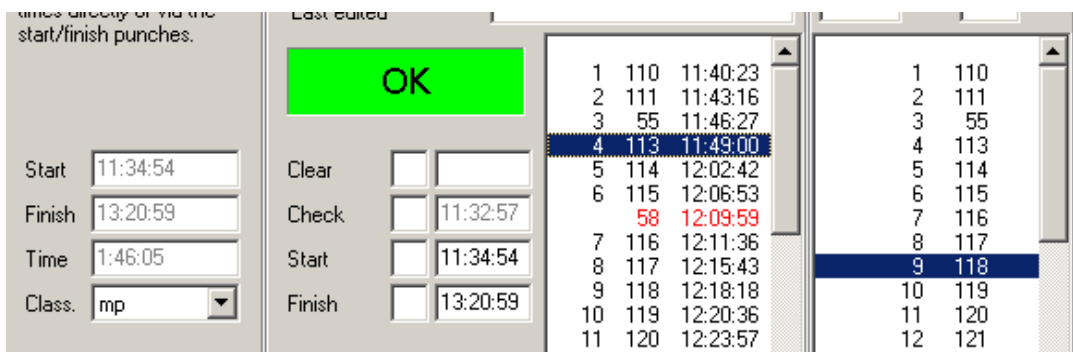 times directly or via the
start/finish punches.
Start 11:34:54
Finish 13:20:59
Time 1:46:05
Class. mp
Last edited
OK
Clear
Check 11:32:57
Start 11:34:54
Finish 13:20:59
1 110 11:40:23
2 111 11:43:16
3 55 11:46:27
4 113 11:49:00
5 114 12:02:42
6 115 12:06:53
58 12:09:59
7 116 12:11:36
8 117 12:15:43
9 118 12:18:18
10 119 12:20:36
11 120 12:23:57
1 110
2 111
3 55
4 113
5 114
6 115
7 116
8 117
9 118
10 119
11 120
12 121